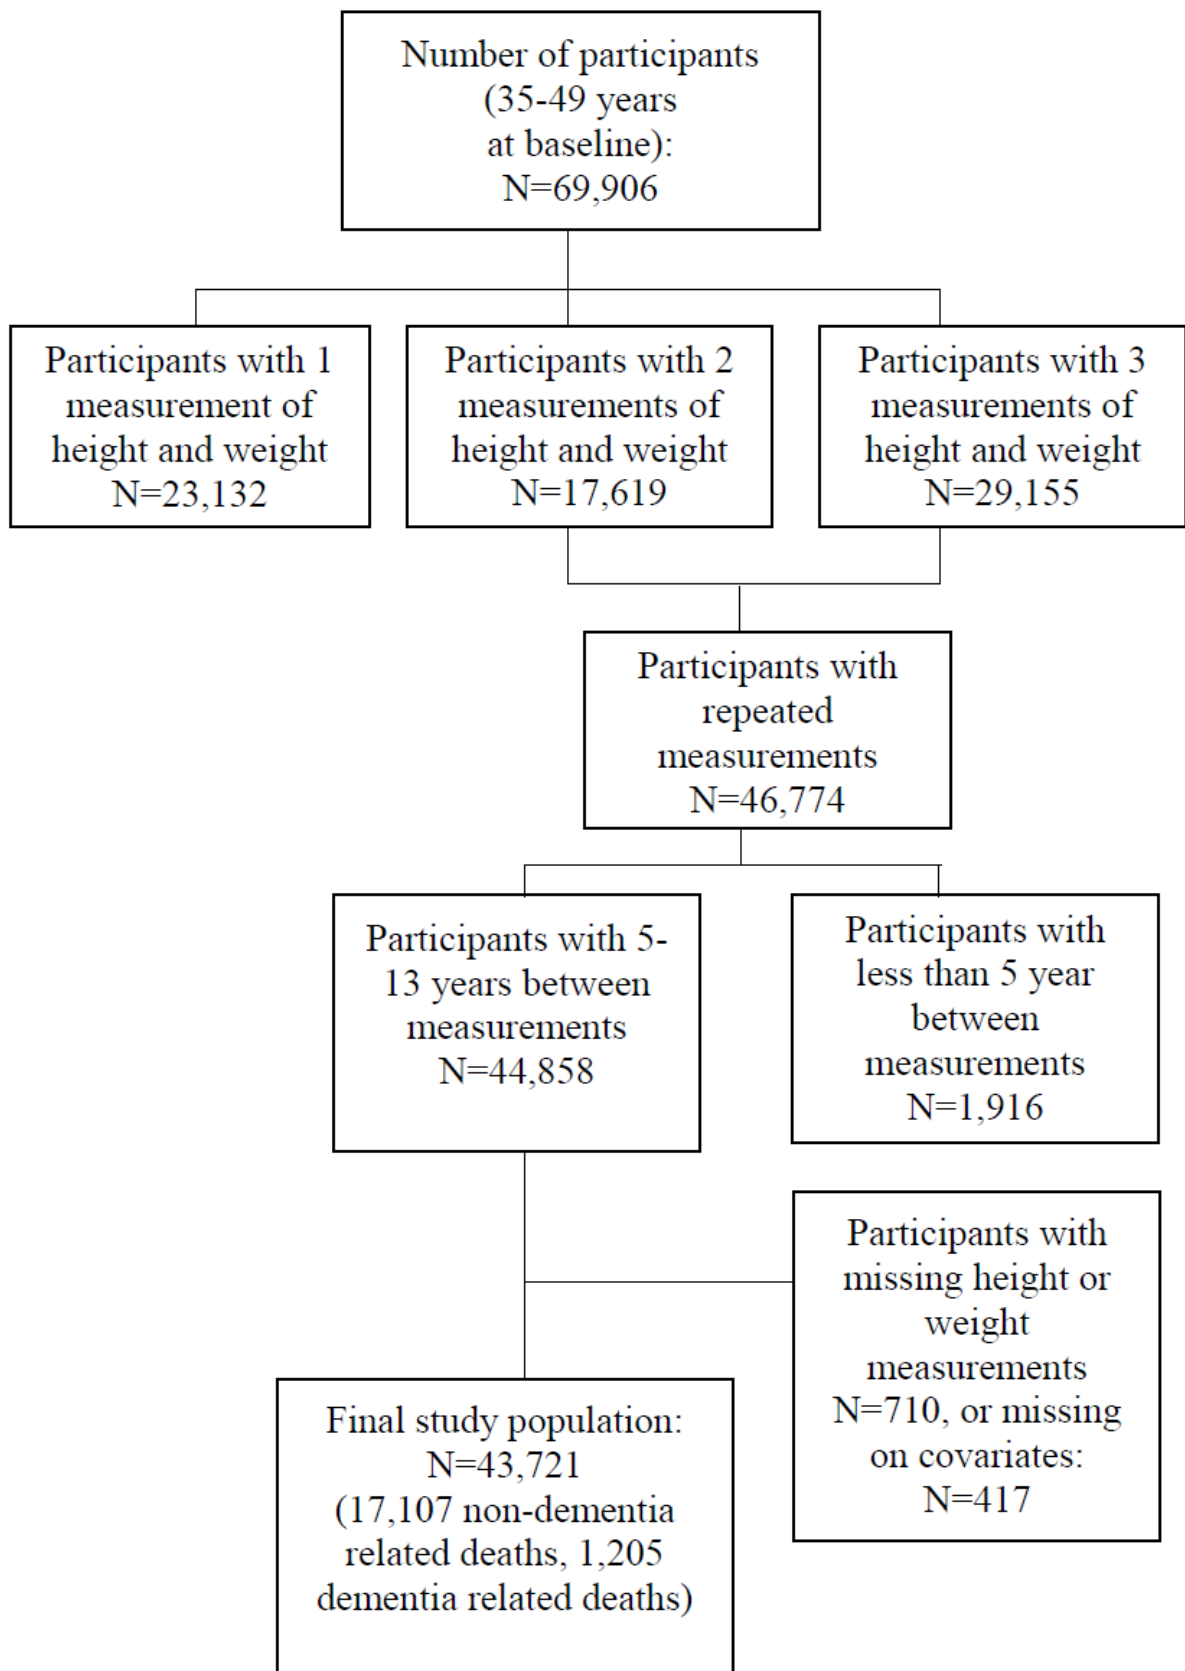 Number of participants
(35-49 years
at baseline):
N=69,906
Participants with 1
measurement of
height and weight
N=23,132
Participants with 2
measurements of
height and weight
N=17,619
Participants with 3
measurements of
height and weight
N=29,155
Participants with
repeated
measurements
N=46,774
Participants with 5-
13 years between
measurements
N=44,858
Participants with
less than 5 year
between
measurements
N=1,916
Participants with
missing height or
weight
measurements
N=710, or missing
on covariates:
N=417
Final study population:
N=43,721
(17,107 non-dementia
related deaths, 1,205
dementia related deaths)